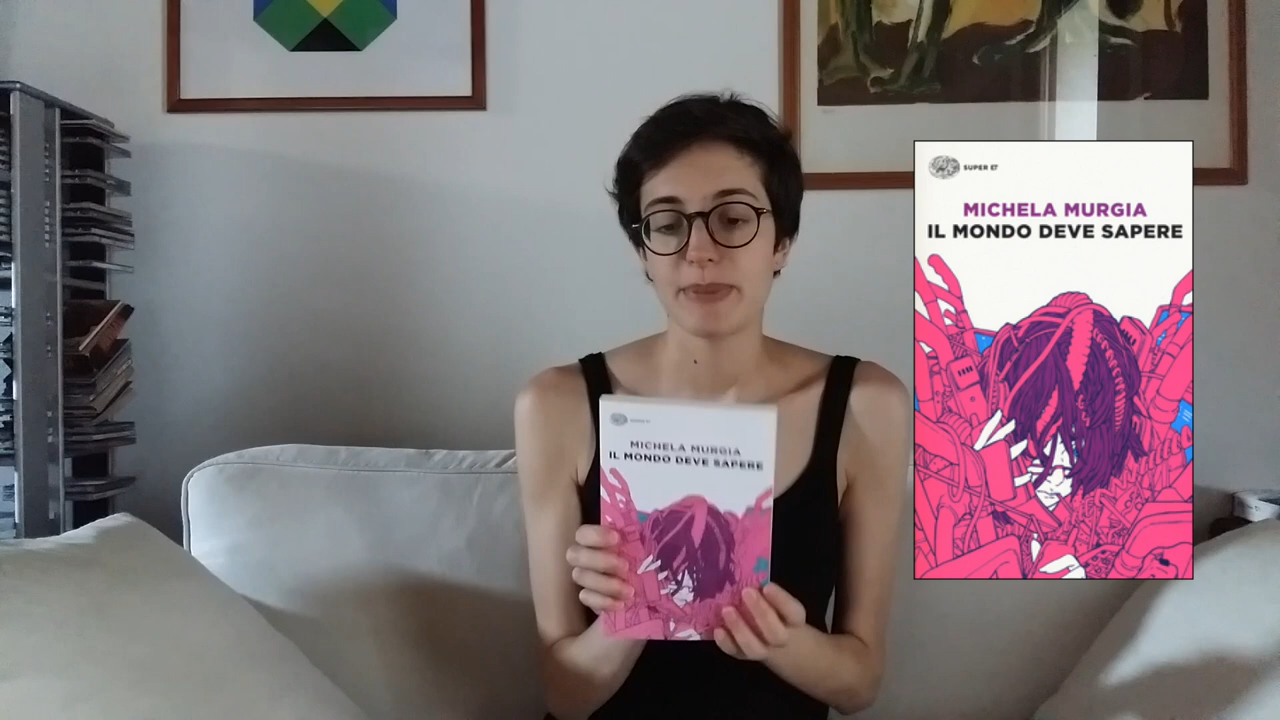 MICHELA MURGIA
IL MONDO DEVE SAPERE
SUPER ET
MICHELA MURGIA
IL MONDO DEVE SAPERE